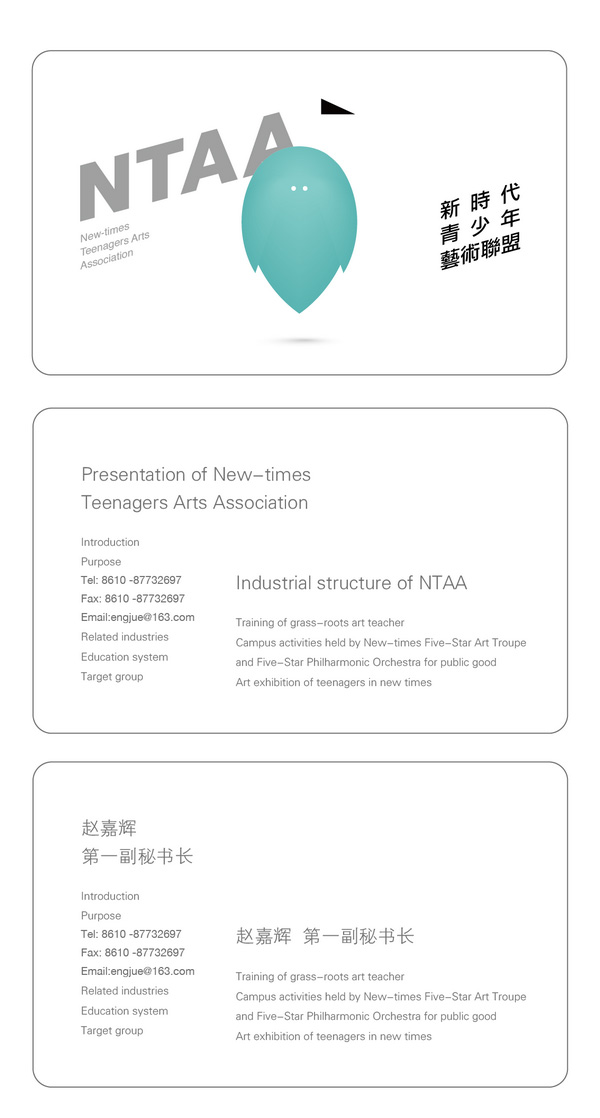 NTAA
New-times
Teenagers Arts
Association
新時代
青少年
藝術聯盟
Presentation of New-times
Teenagers Arts Association
Introduction
Purpose
Tel: 8610 -87732697
Fax: 8610 -87732697
Email:engjue@163.com
Related industries
Education system
Target group
Industrial structure of NTAA
Training of grass-roots art teacher
Campus activities held by New-times Five-Star Art Troupe
and Five-Star Philharmonic Orchestra for public good
Art exhibition of teenagers in new times
赵嘉辉
第一副秘书长
Introduction
Purpose
Tel: 8610 -87732697
Fax: 8610 -87732697
Email:engjue@163.com
Related industries
Education system
Target group
赵嘉辉 第一副秘书长
Training of grass-roots art teacher
Campus activities held by New-times Five-Star Art Troupe
and Five-Star Philharmonic Orchestra for public good
Art exhibition of teenagers in new times